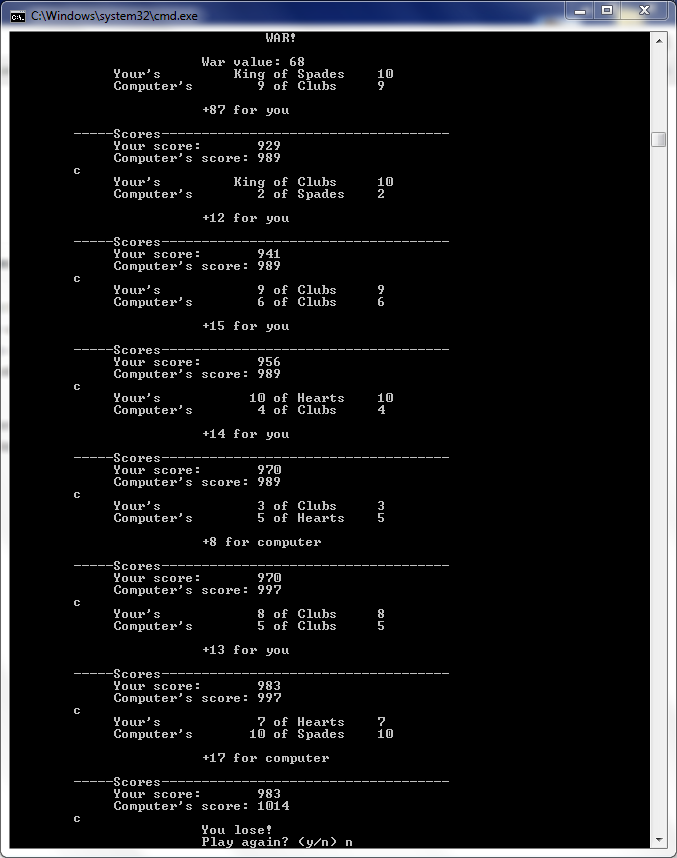 C:\Windows\system32\cmd.exe
WAR!
War value: 68
Your's King of Spades 10
Computer's 9 of Clubs 9
+87 for you
-----Scores------------------------------------
Your score: 929
Computer's score: 989
c
Your's King of Clubs 10
Computer's 2 of Spades 2
+12 for you
-----Scores------------------------------------
Your score: 941
Computer's score: 989
c
Your's 9 of Clubs 9
Computer's 6 of Clubs 6
+15 for you
-----Scores------------------------------------
Your score: 956
Computer's score: 989
c
Your's 10 of Hearts 10
Computer's 4 of Clubs 4
+14 for you
-----Scores------------------------------------
Your score: 970
Computer's score: 989
c
Your's 3 of Clubs 3
Computer's 5 of Hearts 5
+8 for computer
-----Scores------------------------------------
Your score: 970
Computer's score: 997
c
Your's 8 of Clubs 8
Computer's 5 of Clubs 5
+13 for you
-----Scores------------------------------------
Your score: 983
Computer's score: 997
c
Your's 7 of Hearts 7
Computer's 10 of Spades 10
+17 for computer
-----Scores------------------------------------
Your score: 983
Computer's score: 1014
c
You lose!
Play again? (y/n) n